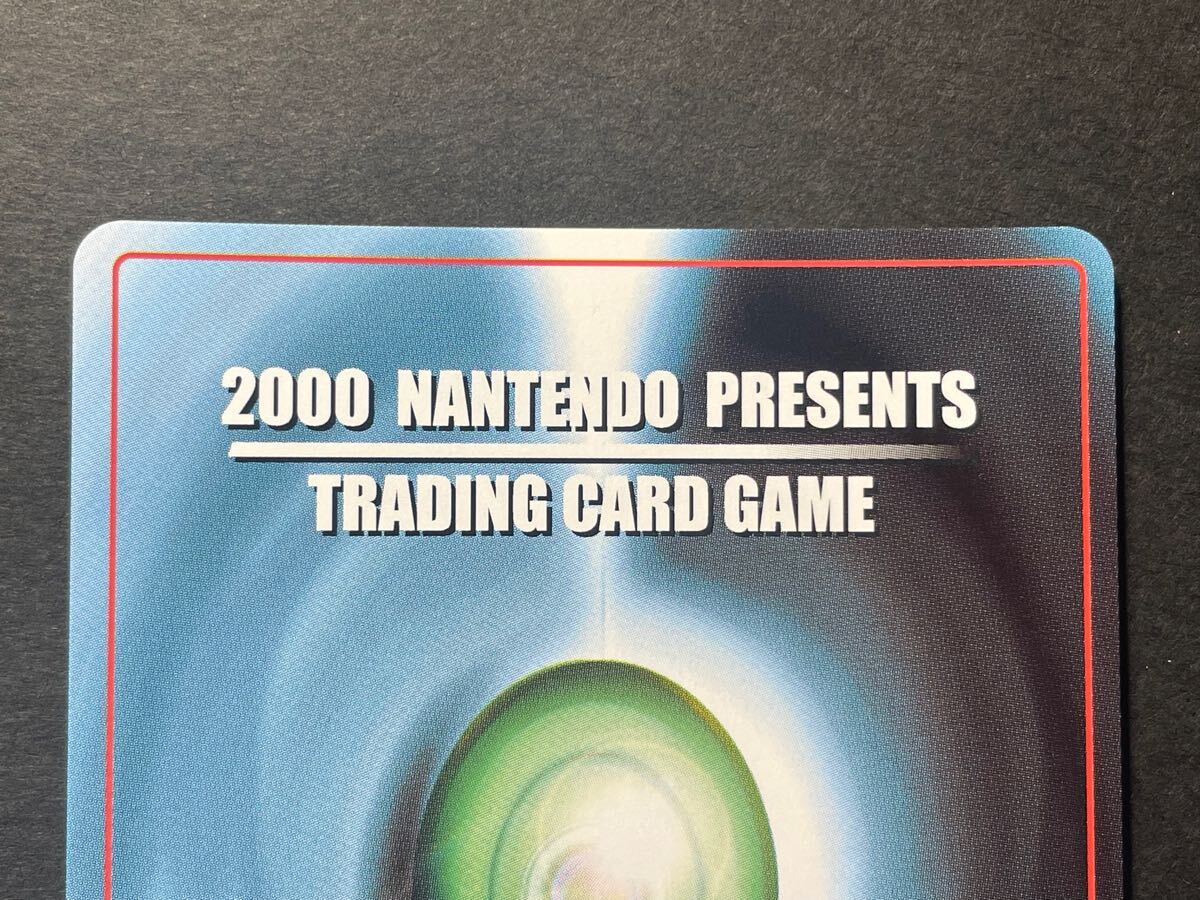 2000 NANTENDO PRESENTS
TRADING CARD GAME